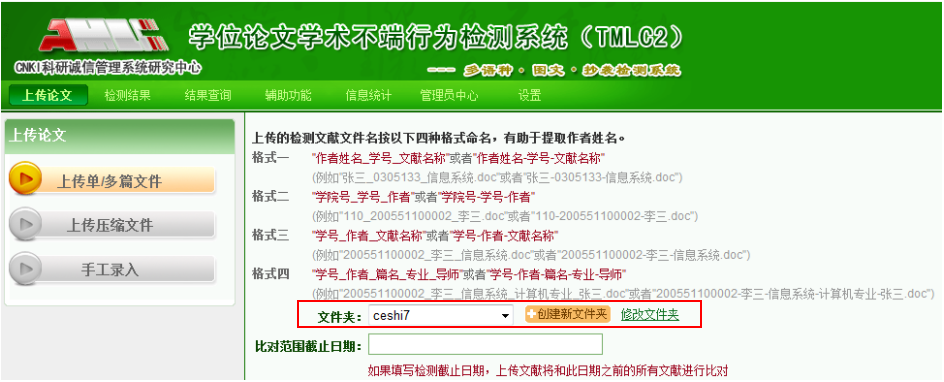 学位论文学术不端行为检测系统（TMLC2）
CNKI科研诚信管理系统研究中心
--- 多语种 · 图文 · 抄袭检测系统
上传论文 检测结果 结果查询 辅助功能 信息统计 管理员中心 设置
上传论文
上传单/多篇文件
上传压缩文件
手工录入
上传的检测文献文件名按以下四种格式命名，有助于提取作者姓名。
格式一 "作者姓名_学号_文献名称"或者"作者姓名-学号-文献名称"
(例如"张三_0305133_信息系统.doc"或者"张三-0305133-信息系统.doc")
格式二 "学院号_学号_作者"或者"学院号-学号-作者"
(例如"110_200551100002_李三.doc"或者"110-200551100002-李三.doc")
格式三 "学号_作者_文献名称"或者"学号-作者-文献名称"
(例如"200551100002_李三_信息系统.doc"或者"200551100002-李三-信息系统.doc")
格式四 "学号_作者_篇名_专业_导师"或者"学号-作者-篇名-专业-导师"
(例如"200551100002_李三_信息系统_计算机专业_张三.doc"或者"200551100002-李三-信息系统-计算机专业-张三.doc")
文件夹： ceshi7 创建新文件夹 修改文件夹
比对范围截止日期：
如果填写检测截止日期，上传文献将和此日期之前的所有文献进行比对